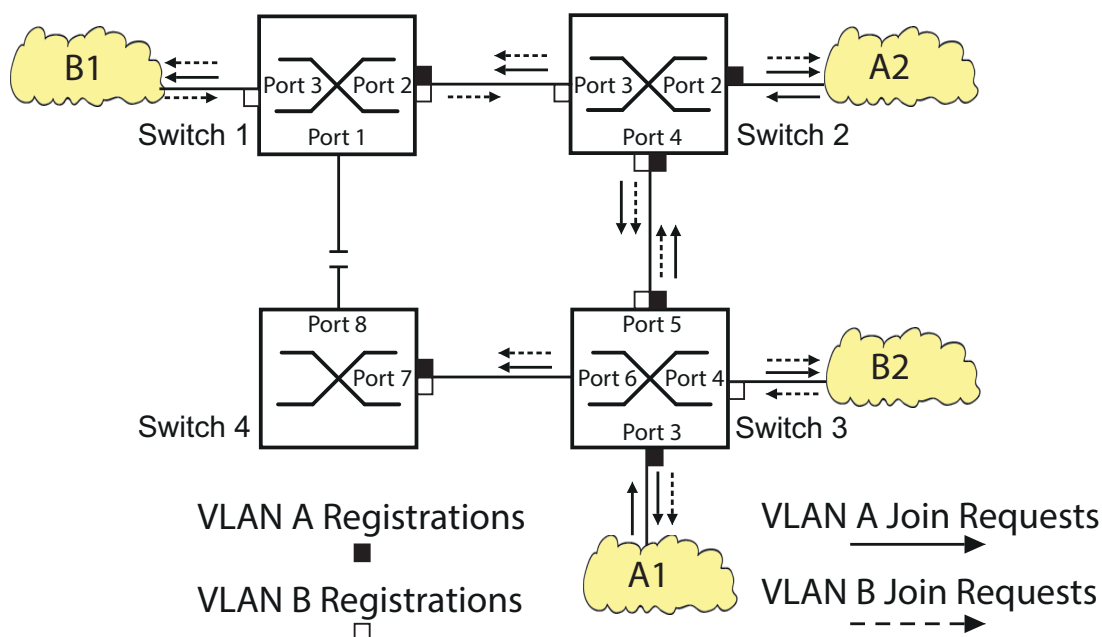 B1
Port 3
Port 2
Port 1
Switch 1
Port 3
Port 2
Port 4
Switch 2
A2
Port 8
Port 7
Switch 4
Port 5
Port 6
Port 4
Port 3
Switch 3
B2
A1
VLAN A Registrations
VLAN B Registrations
VLAN A Join Requests
VLAN B Join Requests